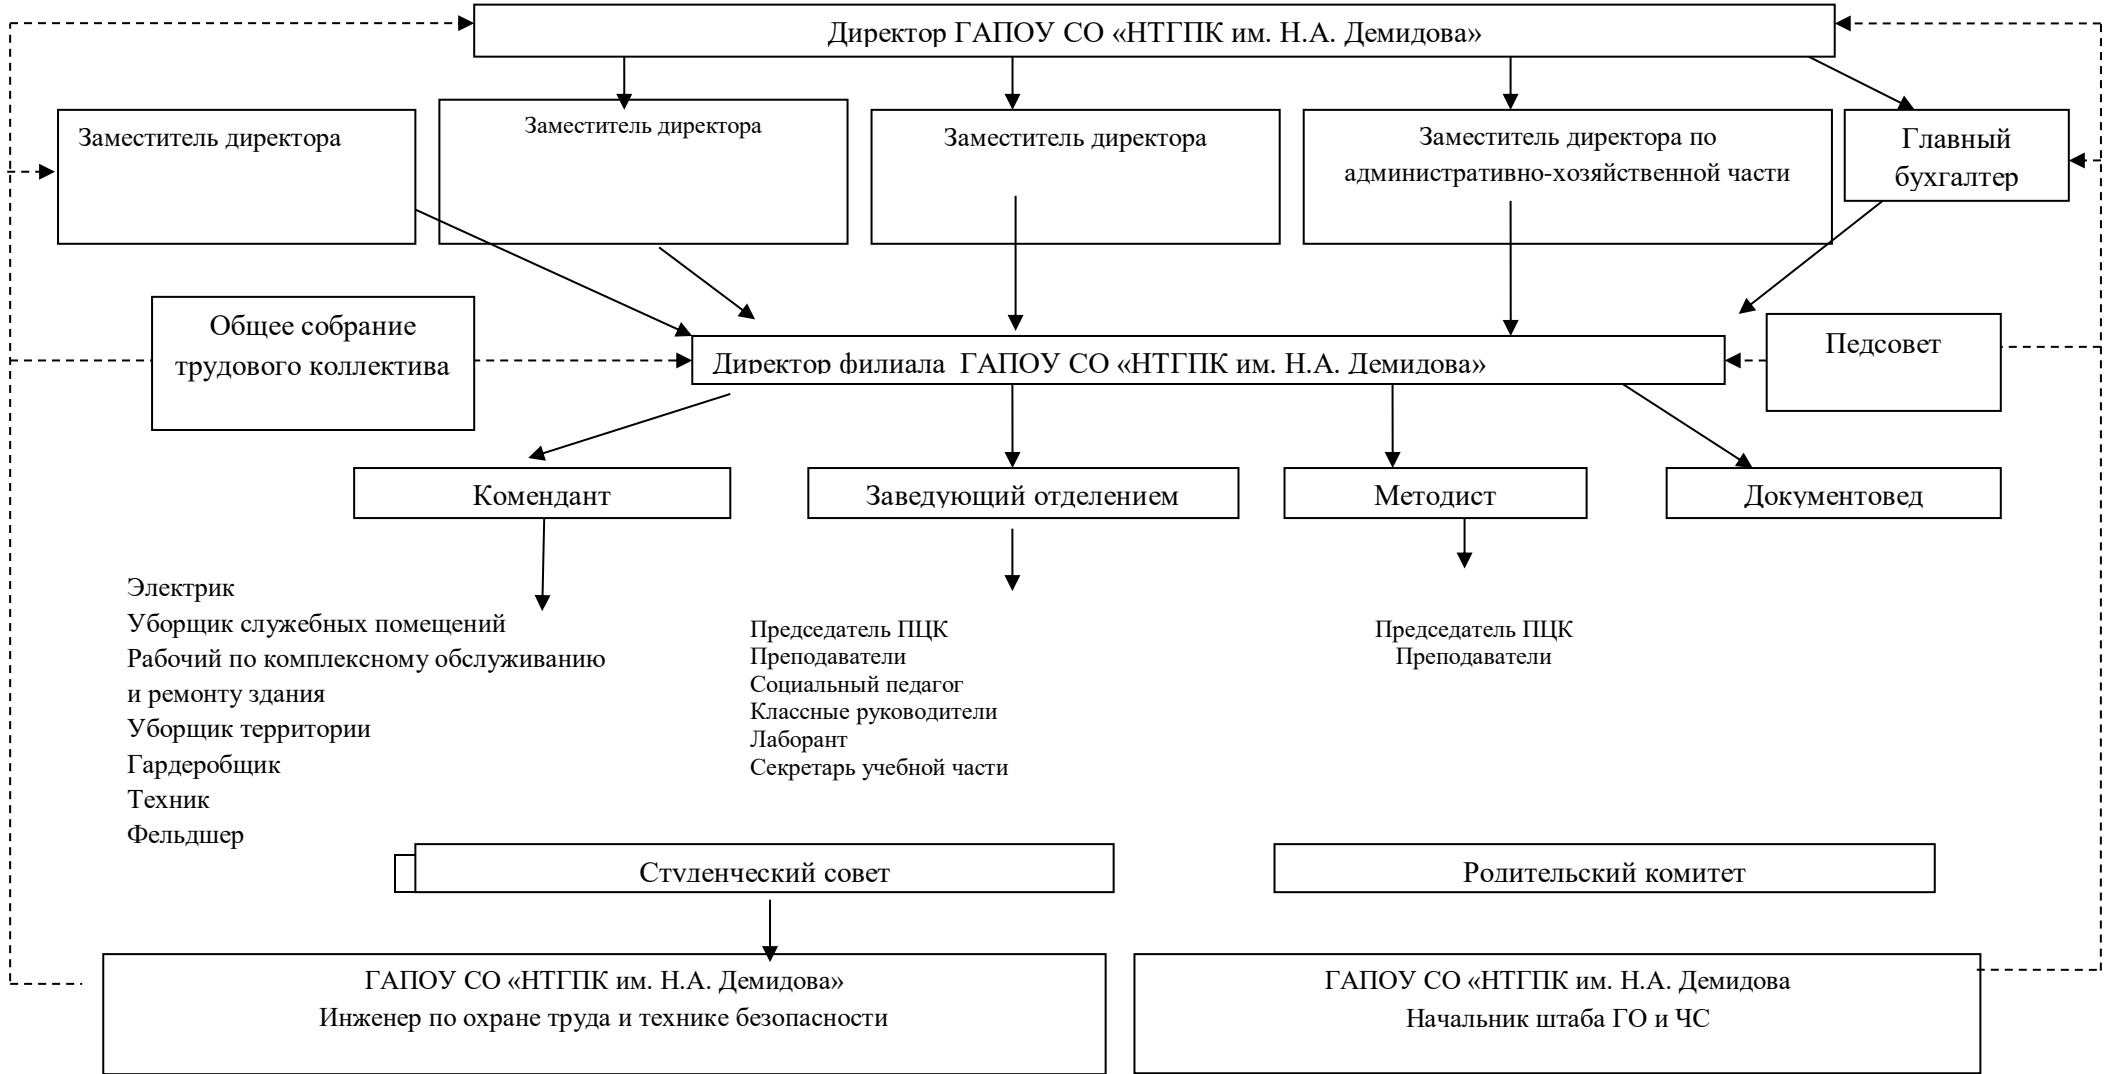 Директор ГАПОУ СО «НТГПК им. Н.А. Демидова»
Заместитель директора
Заместитель директора
Заместитель директора
Заместитель директора по
административно-хозяйственной части
Главный
бухгалтер
Общее собрание
трудового коллектива
Директор филиала ГАПОУ СО «НТГПК им. Н.А. Демидова»
Педсовет
Комендант
Заведующий отделением
Методист
Документовед
Электрик
Уборщик служебных помещений
Рабочий по комплексному обслуживанию
и ремонту здания
Уборщик территории
Гардеробщик
Техник
Фельдшер
Председатель ПЦК
Преподаватели
Социальный педагог
Классные руководители
Лаборант
Секретарь учебной части
Председатель ПЦК
Преподаватели
Студенческий совет
Родительский комитет
ГАПОУ СО «НТГПК им. Н.А. Демидова»
Инженер по охране труда и технике безопасности
ГАПОУ СО «НТГПК им. Н.А. Демидова
Начальник штаба ГО и ЧС